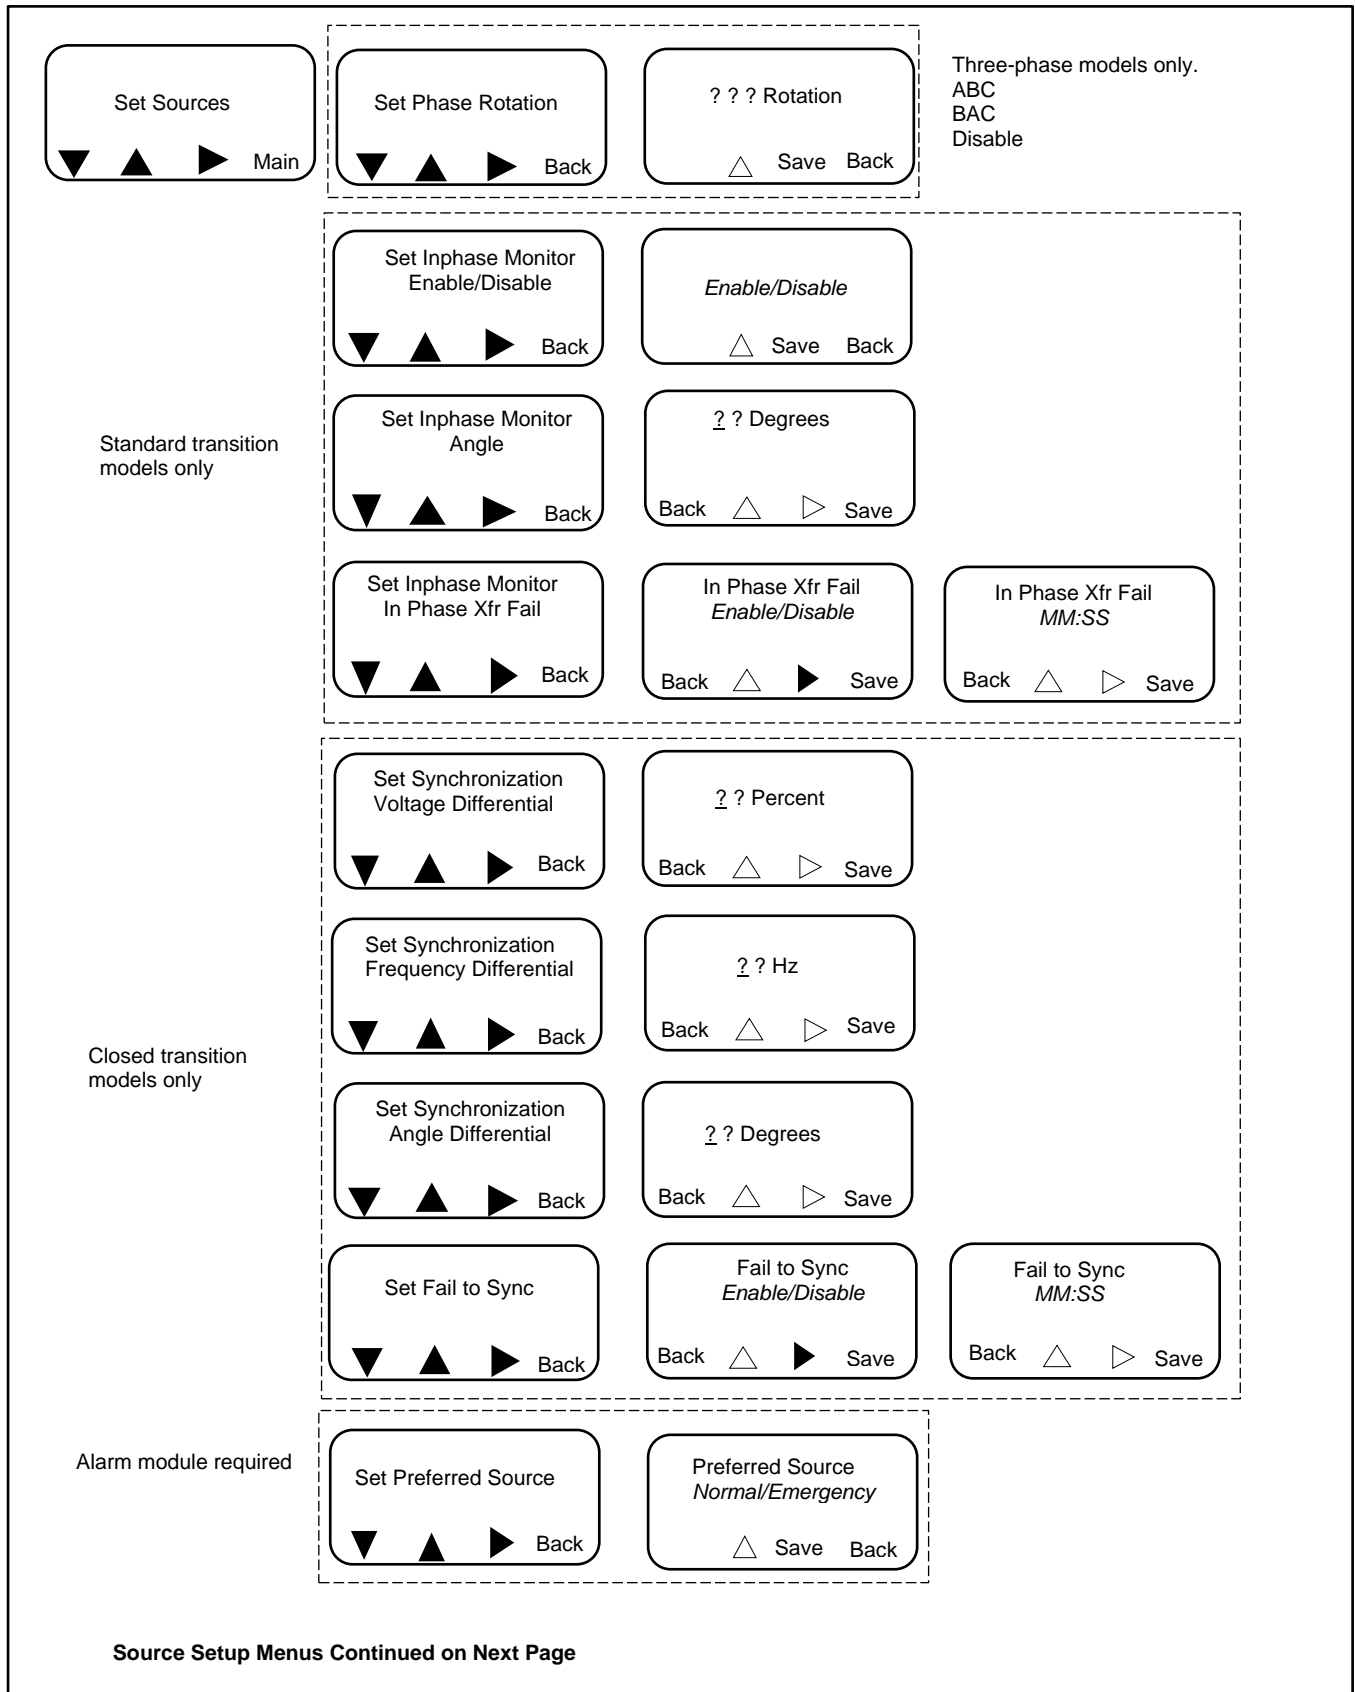 Set Sources
Main
Set Phase Rotation
Back
? ? ? Rotation
Save Back
Three-phase models only.
ABC
BAC
Disable
Standard transition
models only
Set Inphase Monitor
Enable/Disable
Back
Enable/Disable
Save Back
Set Inphase Monitor
Angle
Back
? ? Degrees
Back Save
Set Inphase Monitor
In Phase Xfr Fail
Back
In Phase Xfr Fail
Enable/Disable
Back Save
In Phase Xfr Fail
MM:SS
Back Save
Closed transition
models only
Set Synchronization
Voltage Differential
Back
? ? Percent
Back Save
Set Synchronization
Frequency Differential
Back
? ? Hz
Back Save
Set Synchronization
Angle Differential
Back
? ? Degrees
Back Save
Set Fail to Sync
Back
Fail to Sync
Enable/Disable
Back Save
Fail to Sync
MM:SS
Back Save
Alarm module required
Set Preferred Source
Back
Preferred Source
Normal/Emergency
Save Back
Source Setup Menus Continued on Next Page